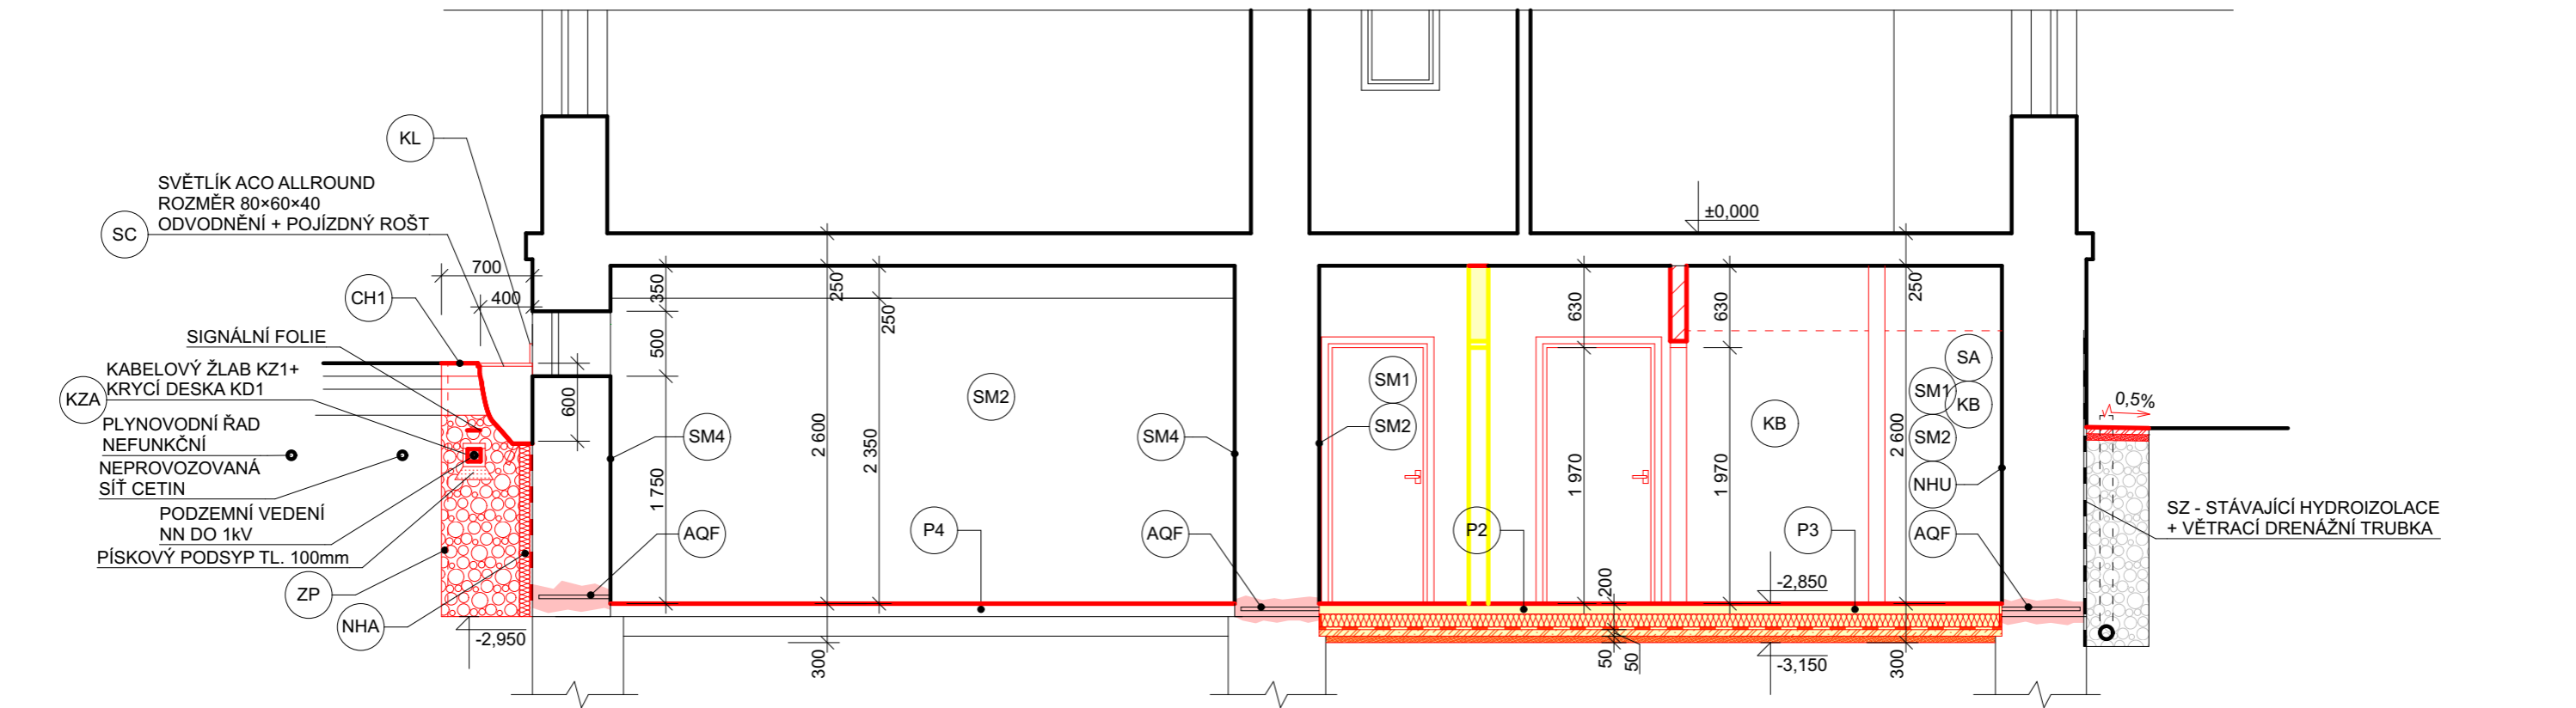 KL
SVĚTLÍK ACO ALLROUND
ROZMĚR 80×60×40
ODVODNĚNÍ + POJÍZDNÝ ROŠT
SC
±0,000
700
400
CH1
350
250
250
630
630
250
SIGNÁLNÍ FOLIE
500
KABELOVÝ ŽLAB KZ1+
KRYCÍ DESKA KD1
KZA
600
SM2
SM1
SM2
SA
SM1
KB
0,5%
PLYNOVODNÍ ŘAD
NEFUNKČNÍ
SM4
SM4
KB
SM2
2 600
2 350
2 600
NEPROVOZOVANÁ
SÍŤ CETIN
1 750
1 970
1 970
NHU
PODZEMNÍ VEDENÍ
NN DO 1kV
AQF
P4
AQF
P2
P3
AQF
SZ - STÁVAJÍCÍ HYDROIZOLACE
+ VĚTRACÍ DRENÁŽNÍ TRUBKA
PÍSKOVÝ PODSYP TL. 100mm
ZP
200
-2,850
NHA
-2,950
300
50
50
-3,150
300